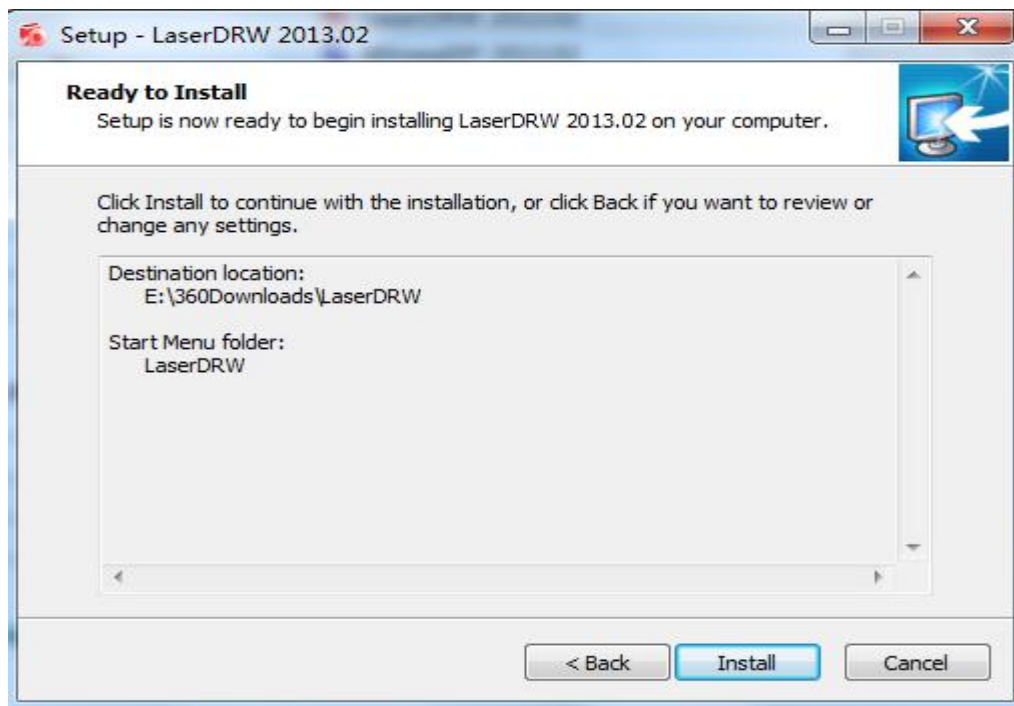 Setup - LaserDRW 2013.02
Ready to Install
Setup is now ready to begin installing LaserDRW 2013.02 on your computer.
Click Install to continue with the installation, or click Back if you want to review or
change any settings.
Destination location:
E:\360Downloads\LaserDRW
Start Menu folder:
LaserDRW
< Back Install Cancel